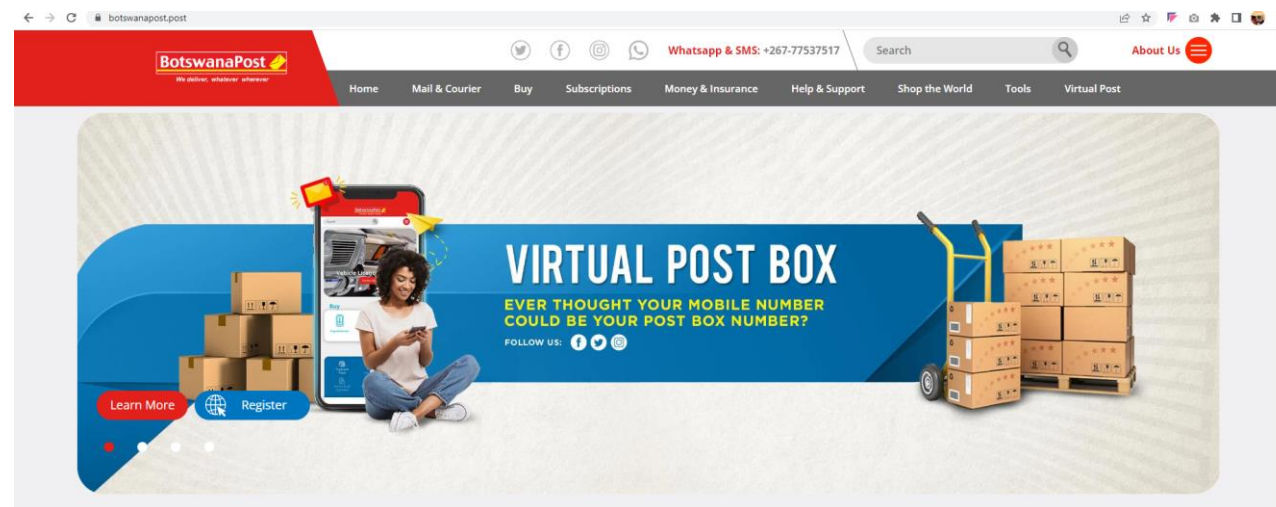 botswanapost.post
BotswanaPost
We deliver, whatever wherever
Whatsapp & SMS: +267-77537517
Search
About Us
Home
Mail & Courier
Buy
Subscriptions
Money & Insurance
Help & Support
Shop the World
Tools
Virtual Post
BotswanaPost
Buy
VIRTUAL POST BOX
EVER THOUGHT YOUR MOBILE NUMBER
COULD BE YOUR POST BOX NUMBER?
FOLLOW US:
Learn More
Register